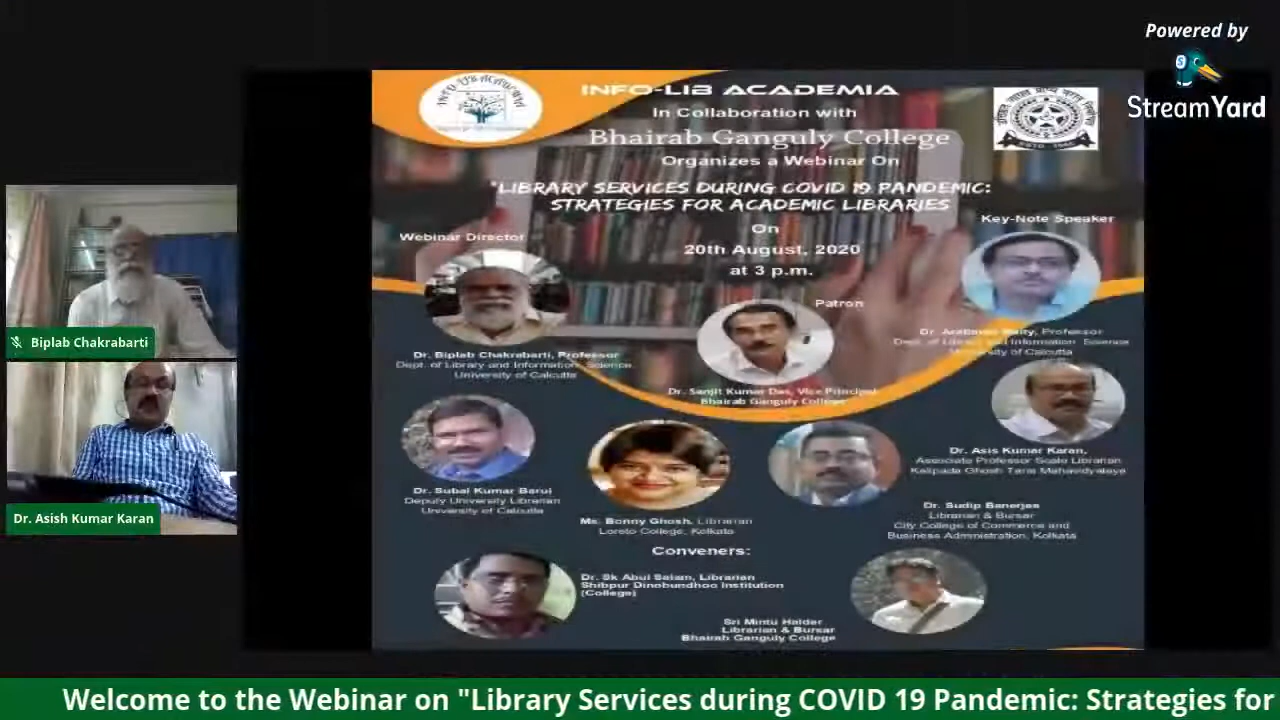 Powered by
StreamYard
INFO-LIB ACADEMIA
In Collaboration with
Bhairab Ganguly College
Organizes a Webinar On
"LIBRARY SERVICES DURING COVID 19 PANDEMIC:
STRATEGIES FOR ACADEMIC LIBRARIES
On
20th August, 2020
at 3 p.m.
Webinar Director
Key-Note Speaker
Patron
Dr. Biplab Chakrabarti, Professor
Dept. of Library and Information Science
University of Calcutta
Professor
Dept. of Library and Information Science
University of Calcutta
Dr. Sanjit Kumar Das, Vice Principal
Bhairab Ganguly College
Dr. Subal Kumar Barui
Deputy University Librarian
University of Calcutta
Ms. Bonny Ghosh, Librarian
Loreto College, Kolkata
Dr. Asis Kumar Karan,
Associate Professor Scale Librarian
Kalipada Ghosh Tarai Mahavidyalaya
Dr. Sudip Banerjee
Librarian & Bursar
City College of Commerce and
Business Administration, Kolkata
Conveners:
Dr. Sk Abul Salam, Librarian
Shibpur Dinobundhoo Institution
(College)
Sri Mintu Halder
Librarian & Bursar
Bhairab Ganguly College
Biplab Chakrabarti
Dr. Asish Kumar Karan
Welcome to the Webinar on "Library Services during COVID 19 Pandemic: Strategies for